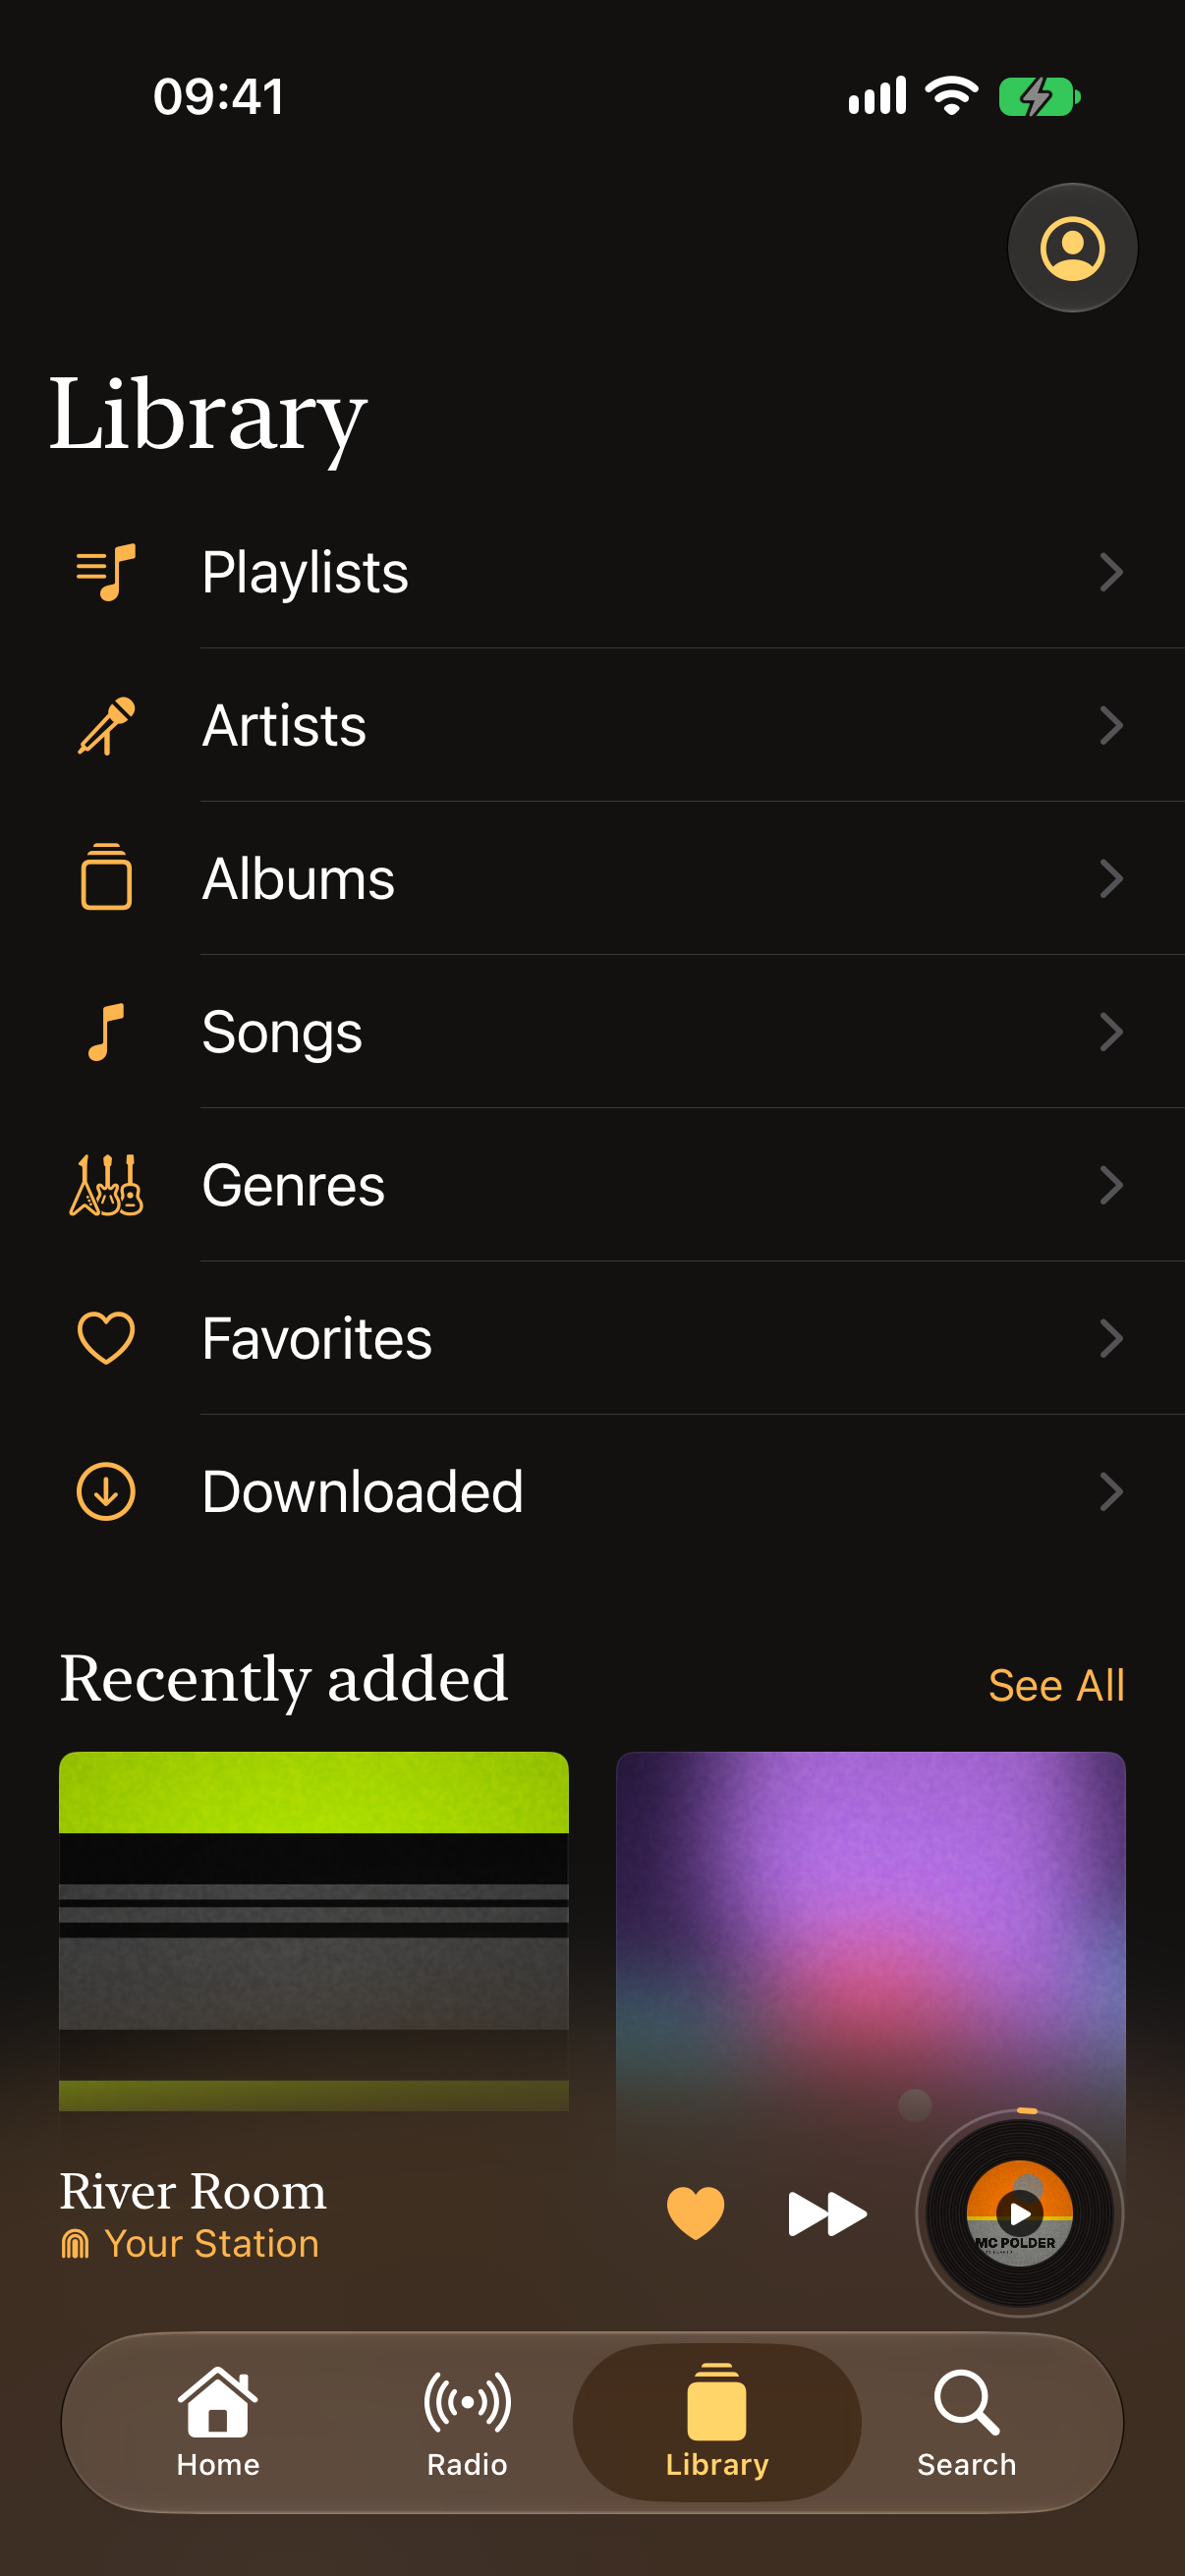 09:41
Library
Playlists
Artists
Albums
Songs
Genres
Favorites
Downloaded
Recently added
See All
River Room
Your Station
MC POLDER
Home
Radio
Library
Search